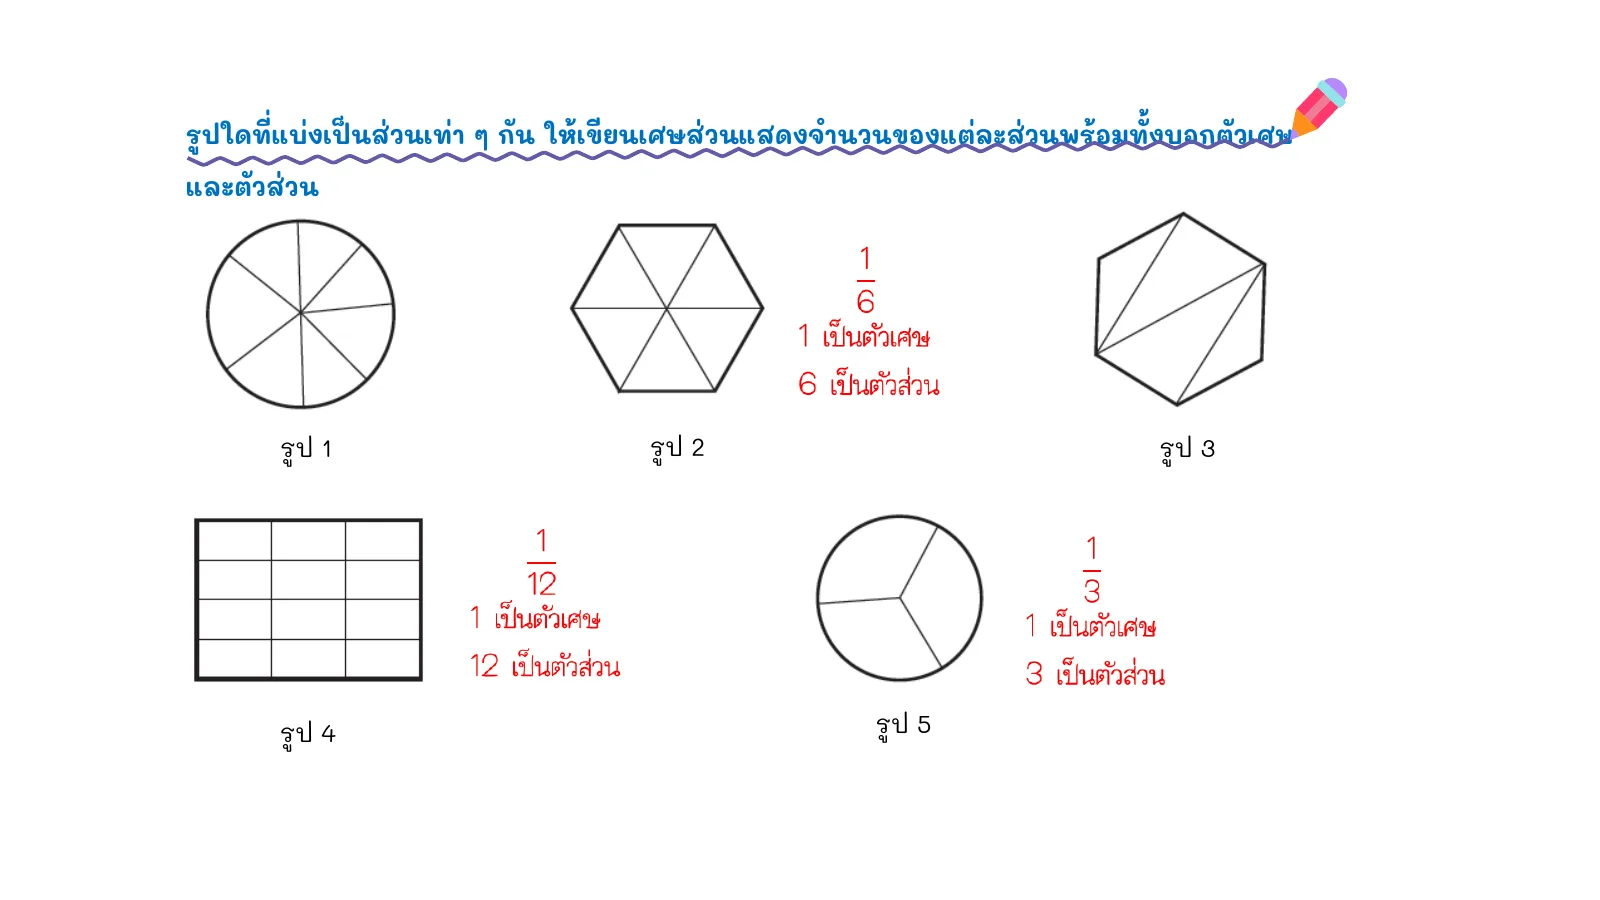 รูปใดที่แบ่งเป็นส่วนเท่า ๆ กัน ให้เขียนเศษส่วนแสดงจำนวนของแต่ละส่วนพร้อมทั้งบอกตัวเศษ
และตัวส่วน
1
6
1 เป็นตัวเศษ
6 เป็นตัวส่วน
รูป 1
รูป 2
รูป 3
1
12
1 เป็นตัวเศษ
12 เป็นตัวส่วน
1
3
1 เป็นตัวเศษ
3 เป็นตัวส่วน
รูป 4
รูป 5